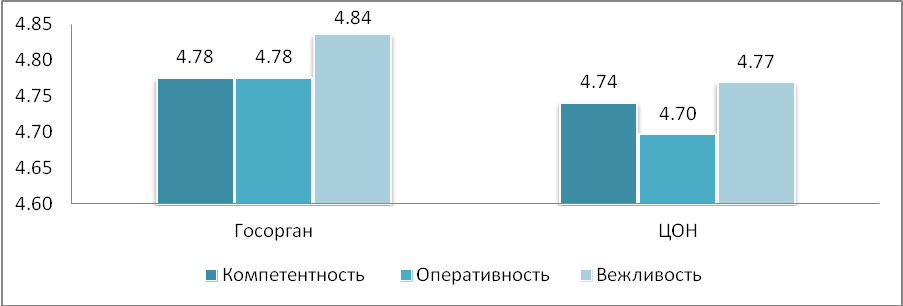 4.85
4.80
4.75
4.70
4.65
4.60
4.78
4.78
4.84
4.74
4.70
4.77
Госорган
ЦОН
Компетентность
Оперативность
Вежливость